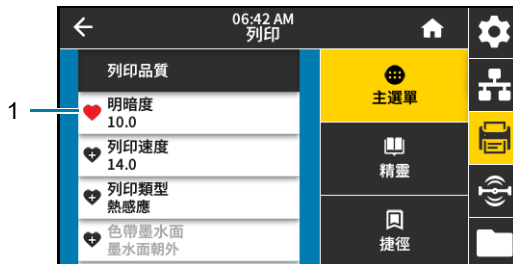 06:42 AM
列印
列印品質
1
明暗度
10.0
列印速度
14.0
列印類型
熱感應
色帶墨水面
墨水面朝外
主選單
精靈
捷徑